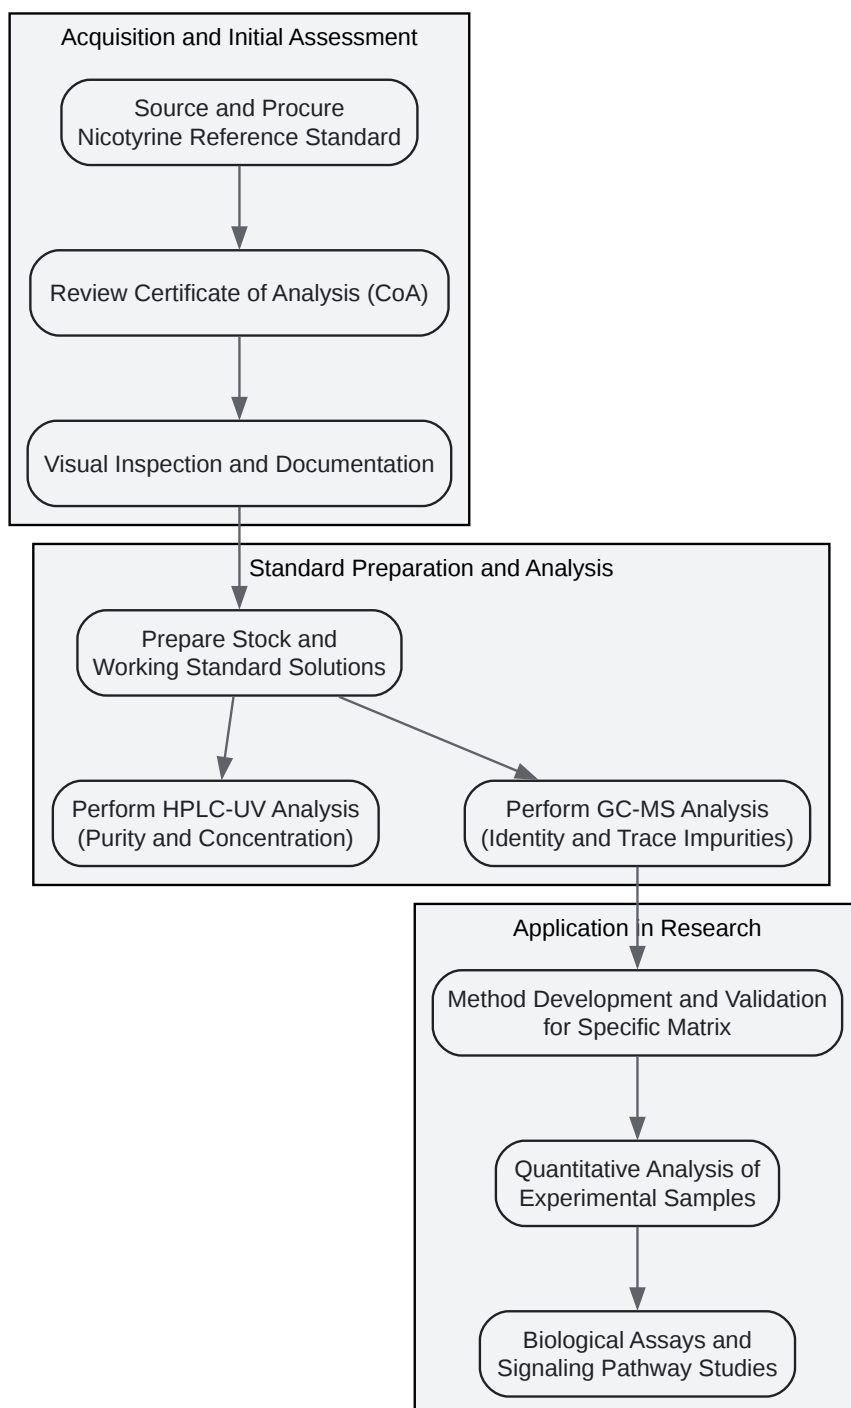 Acquisition and Initial Assessment
Source and Procure
Nicotyrine Reference Standard
Review Certificate of Analysis (CoA)
Visual Inspection and Documentation
Standard Preparation and Analysis
Prepare Stock and
Working Standard Solutions
Perform HPLC-UV Analysis
(Purity and Concentration)
Perform GC-MS Analysis
(Identity and Trace Impurities)
Application in Research
Method Development and Validation
for Specific Matrix
Quantitative Analysis of
Experimental Samples
Biological Assays and
Signaling Pathway Studies